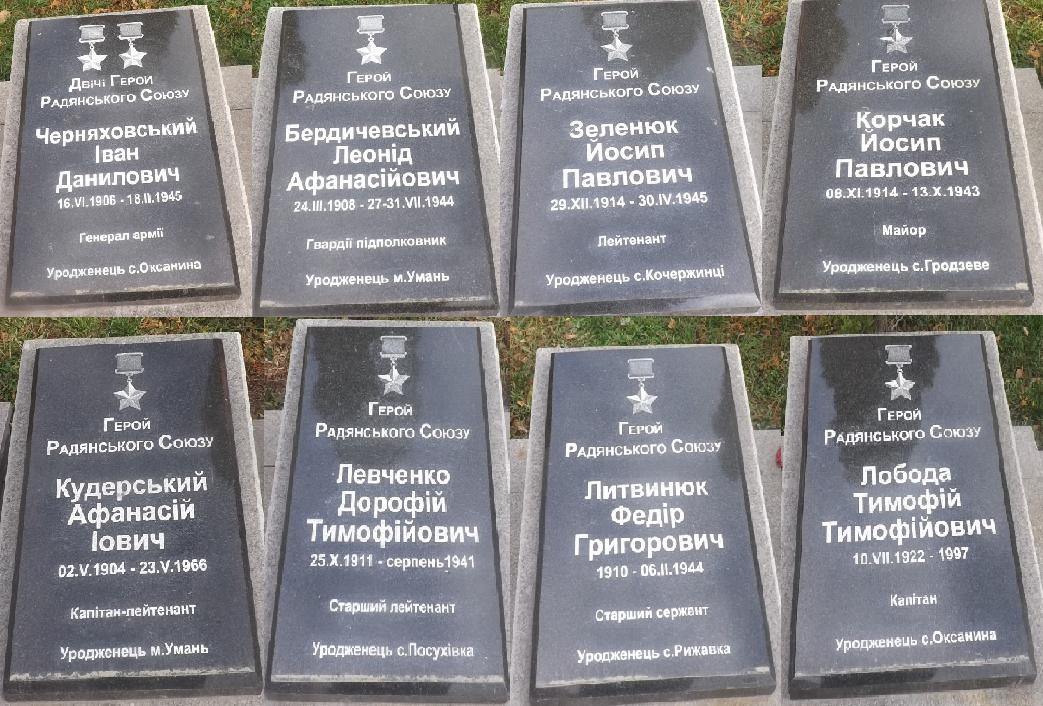 Двічі Герой
Радянського Союзу
Черняховський
Іван
Данилович
16.VI.1906 - 18.II.1945
Генерал армії
Уродженець с.Оксанина
Герой
Радянського Союзу
Бердичевський
Леонід
Афанасійович
24.III.1908 - 27-31.VII.1944
Гвардії підполковник
Уродженець м.Умань
Герой
Радянського Союзу
Зеленюк
Йосип
Павлович
29.XII.1914 - 30.IV.1945
Лейтенант
Уродженець с.Кочержинці
Герой
Радянського Союзу
Корчак
Йосип
Павлович
08.XI.1914 - 13.X.1943
Майор
Уродженець с.Гродзеве
Герой
Радянського Союзу
Кудерський
Афанасій
Іович
02.V.1904 - 23.V.1966
Капітан-лейтенант
Уродженець м.Умань
Герой
Радянського Союзу
Левченко
Дорофій
Тимофійович
25.X.1911 - серпень1941
Старший лейтенант
Уродженець с.Посухівка
Герой
Радянського Союзу
Литвинюк
Федір
Григорович
1910 - 06.II.1944
Старший сержант
Уродженець с.Рижавка
Герой
Радянського Союзу
Лобода
Тимофій
Тимофійович
10.VII.1922 - 1997
Капітан
Уродженець с.Оксанина